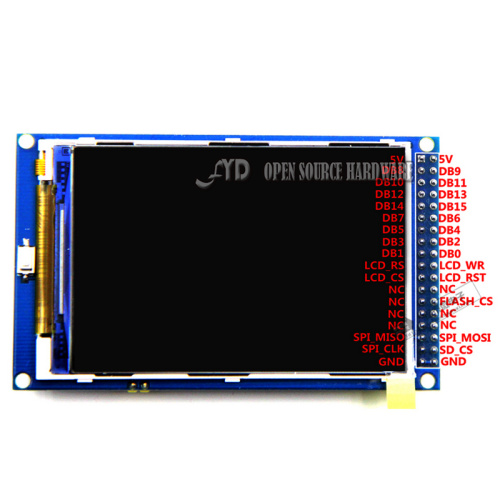 AYD OPEN SOURCE HARDWARE
5V 5V
DB9
DB10 DB11
DB12 DB13
DB14 DB15
DB7 DB6
DB5 DB4
DB3 DB2
DB1 DB0
LCD_RS LCD_WR
LCD_CS LCD_RST
NC NC
NC FLASH_CS
NC NC
NC NC
SPI_MISO SPI_MOSI
SPI_CLK SD_CS
GND GND